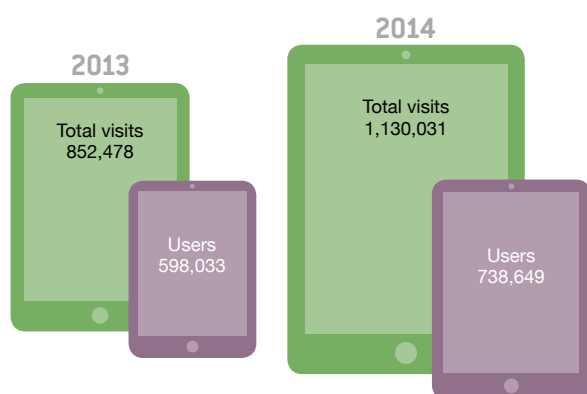 2013
Total visits
852,478
Users
598,033
2014
Total visits
1,130,031
Users
738,649